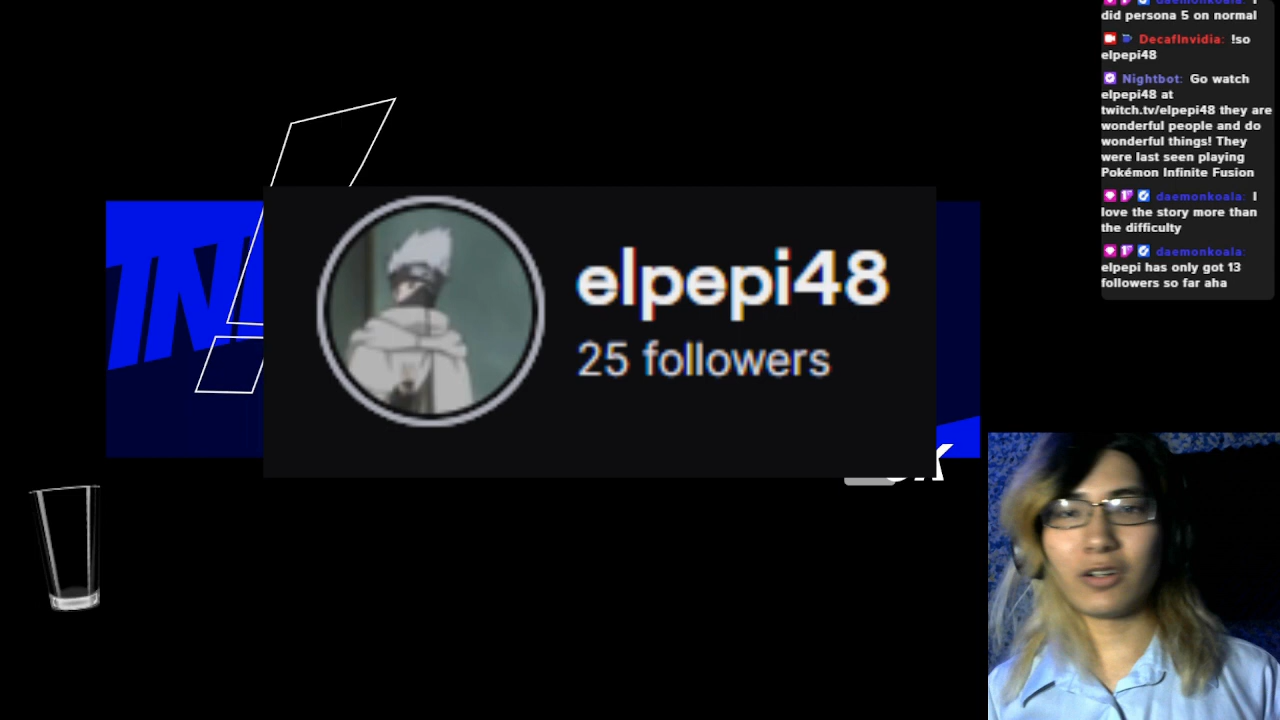 did persona 5 on normal
DecafInvidia: !so
elpepi48
Nightbot: Go watch
elpepi48 at
twitch.tv/elpepi48 they are
wonderful people and do
wonderful things! They
were last seen playing
Pokémon Infinite Fusion
daemonkoala: I
love the story more than
the difficulty
daemonkoala:
elpepi has only got 13
followers so far aha
elpepi48
25 followers